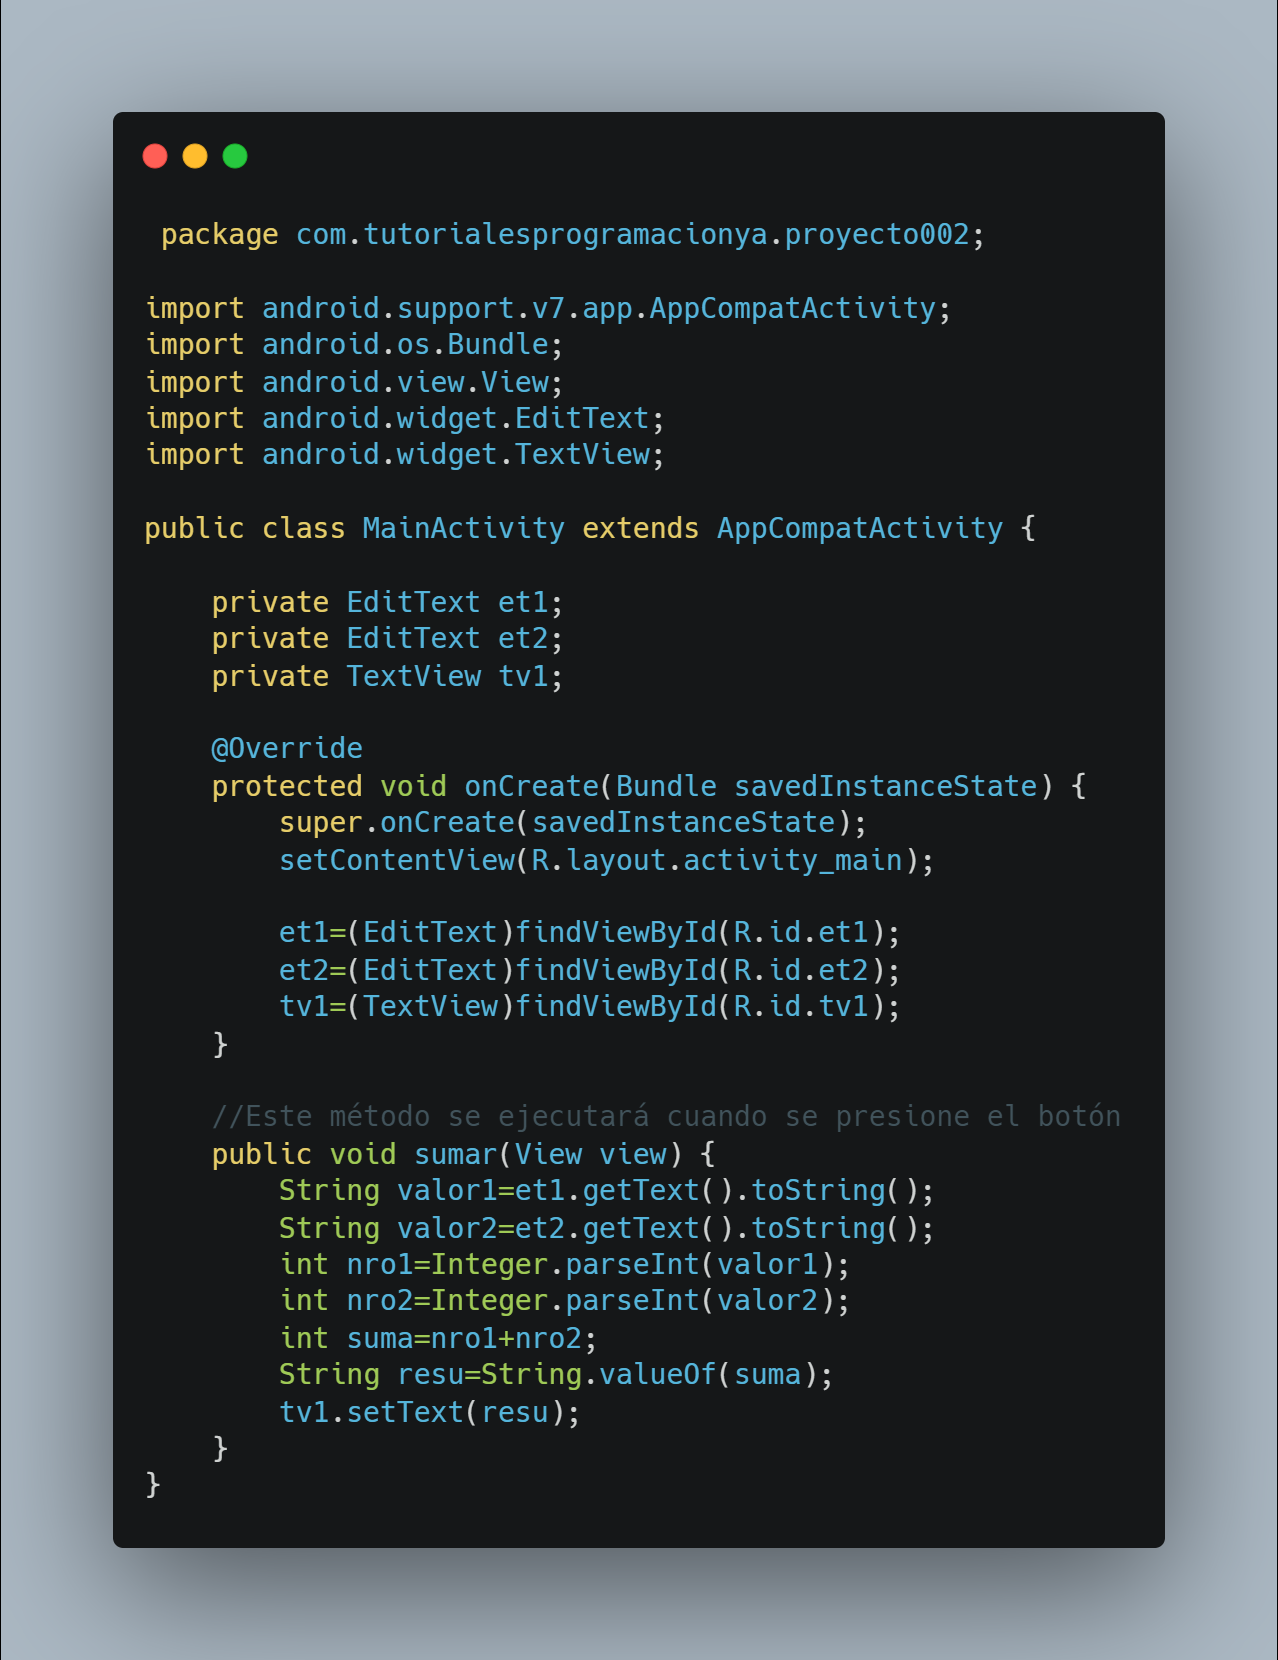 package com.tutorialesprogramacionya.proyecto002;

import android.support.v7.app.AppCompatActivity;
import android.os.Bundle;
import android.view.View;
import android.widget.EditText;
import android.widget.TextView;

public class MainActivity extends AppCompatActivity {

    private EditText et1;
    private EditText et2;
    private TextView tv1;

    @Override
    protected void onCreate(Bundle savedInstanceState) {
        super.onCreate(savedInstanceState);
        setContentView(R.layout.activity_main);

        et1=(EditText)findViewById(R.id.et1);
        et2=(EditText)findViewById(R.id.et2);
        tv1=(TextView)findViewById(R.id.tv1);
    }

    //Este método se ejecutará cuando se presione el botón
    public void sumar(View view) {
        String valor1=et1.getText().toString();
        String valor2=et2.getText().toString();
        int nro1=Integer.parseInt(valor1);
        int nro2=Integer.parseInt(valor2);
        int suma=nro1+nro2;
        String resu=String.valueOf(suma);
        tv1.setText(resu);
    }
}